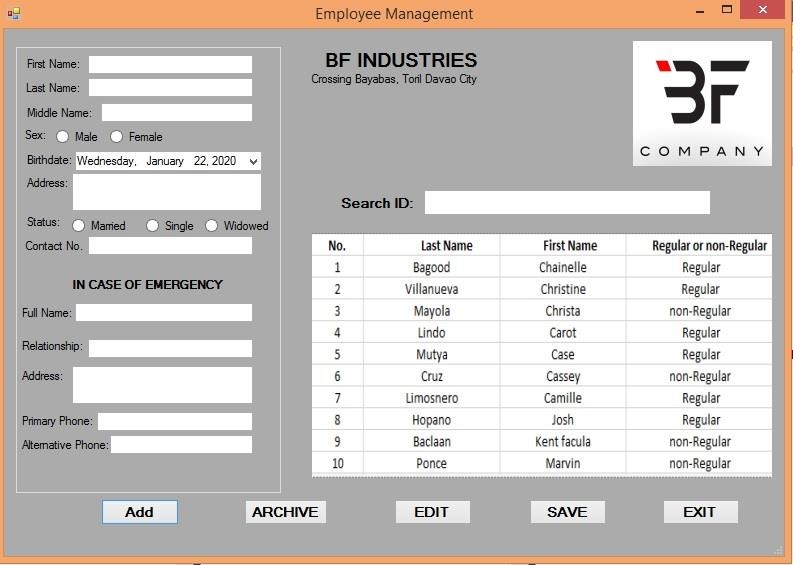 Employee Management
First Name:
Last Name:
Middle Name:
Sex: Male Female
Birthdate: Wednesday, January 22, 2020
Address:
Status: Married Single Widowed
Contact No.
IN CASE OF EMERGENCY
Full Name:
Relationship:
Address:
Primary Phone:
Alternative Phone:
BF INDUSTRIES
Crossing Bayabas, Toril Davao City
BF
COMPANY
Search ID:
No. Last Name First Name Regular or non-Regular
1 Bagood Chainelle Regular
2 Villanueva Christine Regular
3 Mayola Christa non-Regular
4 Lindo Carot Regular
5 Mutya Case Regular
6 Cruz Cassey non-Regular
7 Limosnero Camille Regular
8 Hopano Josh Regular
9 Baclaan Kent facula non-Regular
10 Ponce Marvin non-Regular
Add ARCHIVE EDIT SAVE EXIT